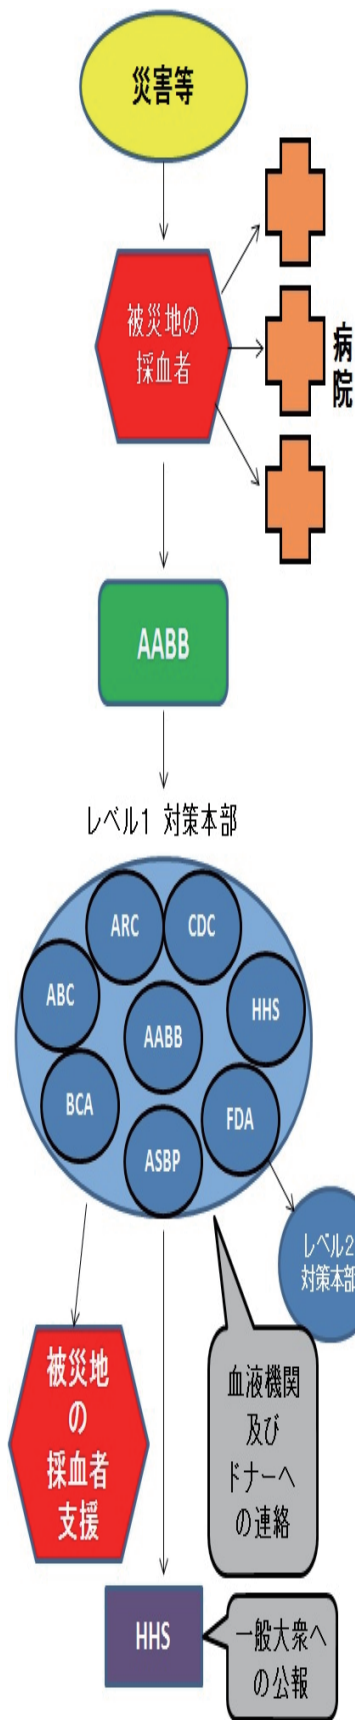 災害等
被災地の
採血者
病
院
AABB
レベル1 対策本部
ARC
CDC
ABC
HHS
AABB
BCA
FDA
ASBP
レベル2
対策本部
被災地
の
採血者
支援
血液機関
及び
ドナーへ
の連絡
HHS
一般大衆へ
の公報